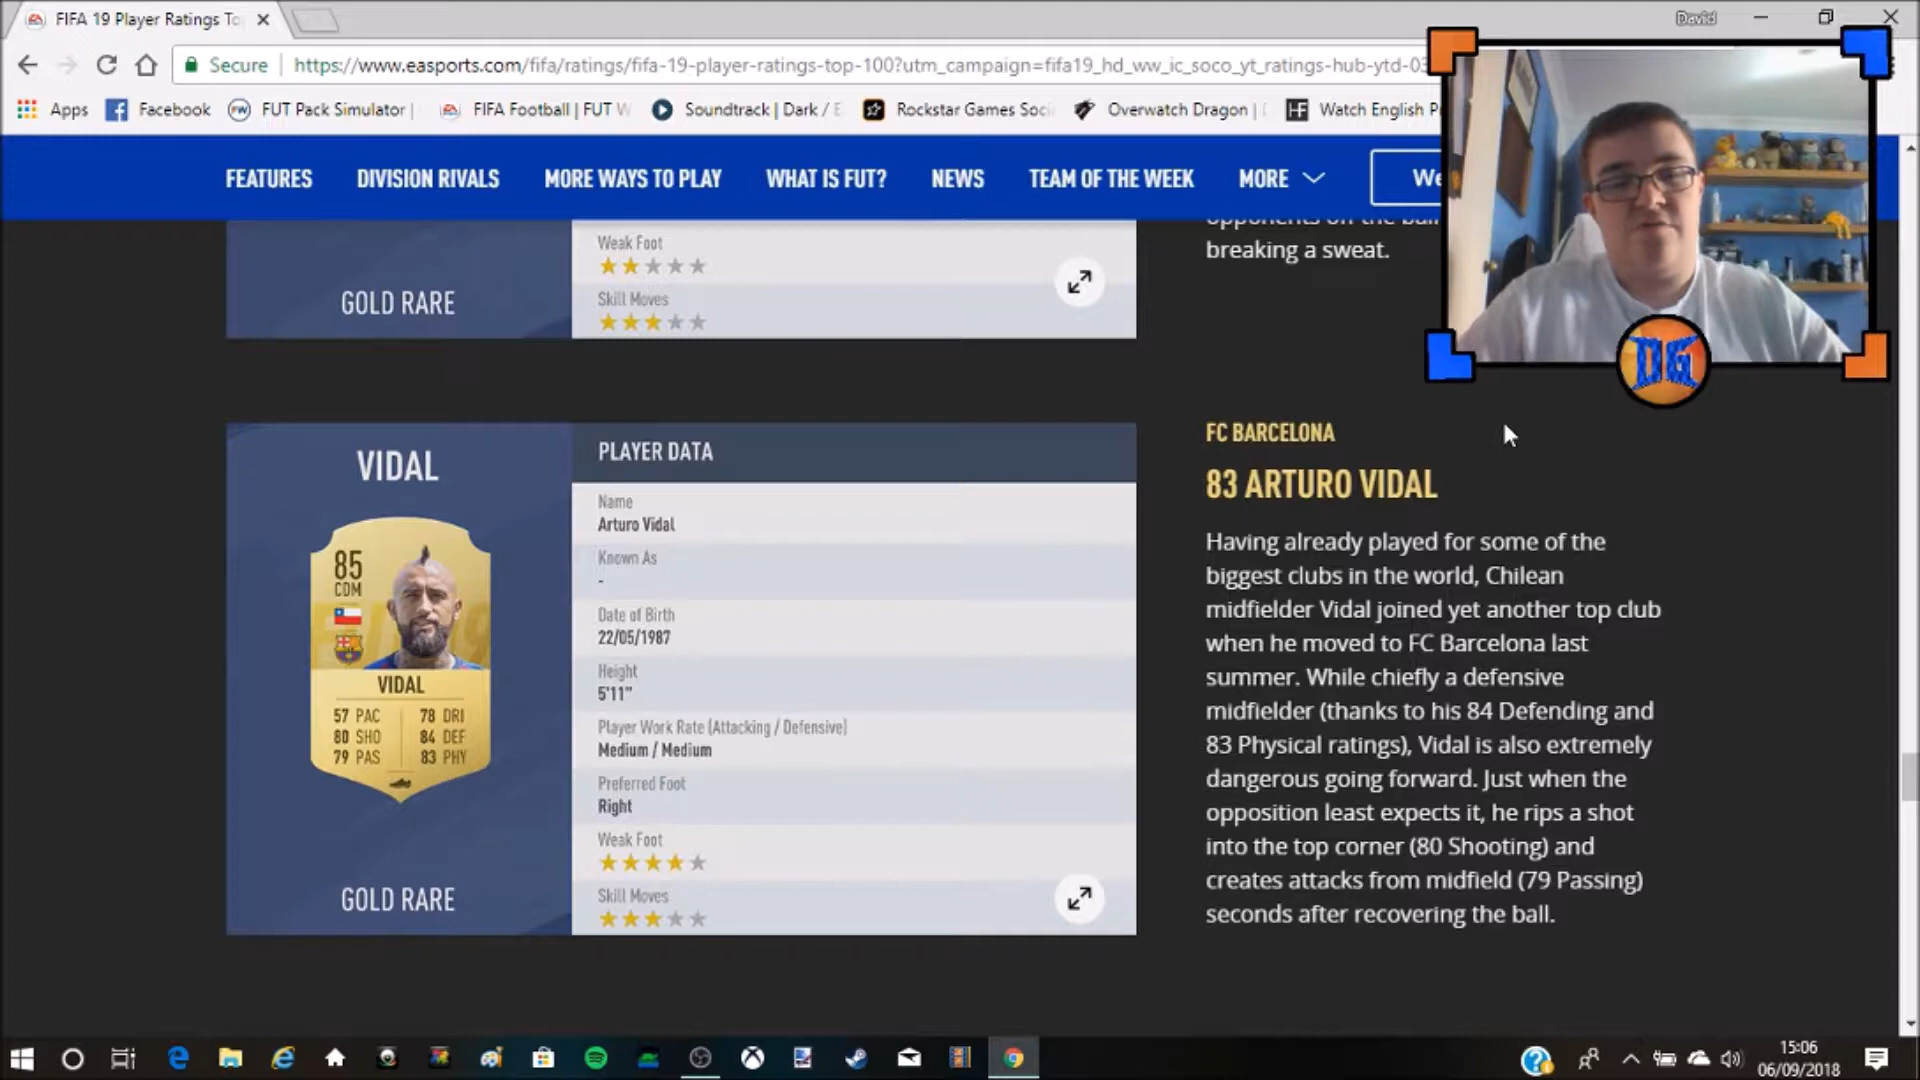 FIFA 19 Player Ratings To
David
Secure
https://www.easports.com/fifa/ratings/fifa-19-player-ratings-top-100?utm_campaign=fifa19_hd_ww_ic_soco_yt_ratings-hub-ytd-03
Apps
Facebook
FUT Pack Simulator |
FIFA Football | FUT W
Soundtrack | Dark / E
Rockstar Games Soci
Overwatch Dragon |
HF
Watch English P
FEATURES
DIVISION RIVALS
MORE WAYS TO PLAY
WHAT IS FUT?
NEWS
TEAM OF THE WEEK
MORE
We
opponents off the ball
breaking a sweat.
GOLD RARE
Weak Foot
Skill Moves
DG
VIDAL
85
CDM
VIDAL
57 PAC 78 DRI
80 SHO 84 DEF
79 PAS 83 PHY
GOLD RARE
PLAYER DATA
Name
Arturo Vidal
Known As
-
Date of Birth
22/05/1987
Height
5'11"
Player Work Rate (Attacking / Defensive)
Medium / Medium
Preferred Foot
Right
Weak Foot
Skill Moves
FC BARCELONA
83 ARTURO VIDAL
Having already played for some of the
biggest clubs in the world, Chilean
midfielder Vidal joined yet another top club
when he moved to FC Barcelona last
summer. While chiefly a defensive
midfielder (thanks to his 84 Defending and
83 Physical ratings), Vidal is also extremely
dangerous going forward. Just when the
opposition least expects it, he rips a shot
into the top corner (80 Shooting) and
creates attacks from midfield (79 Passing)
seconds after recovering the ball.
15:06
06/09/2018